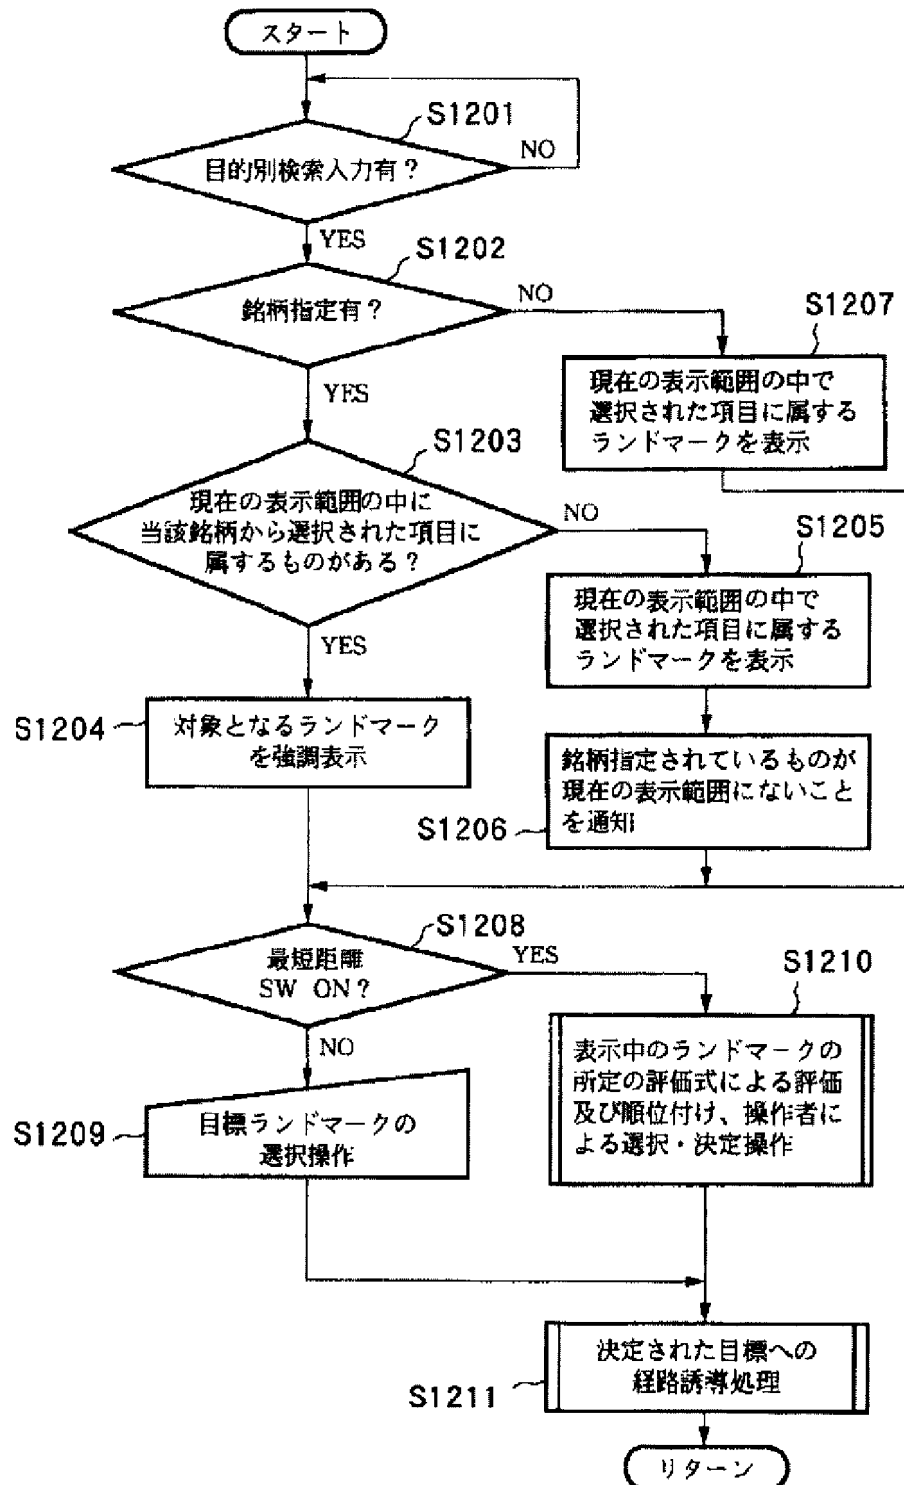 スタート
S1201
目的別検索入力有？
NO
YES
S1202
銘柄指定有？
NO
YES
S1207
現在の表示範囲の中で
選択された項目に属する
ランドマークを表示
S1203
現在の表示範囲の中に
当該銘柄から選択された項目に
属するものがある？
NO
YES
S1205
現在の表示範囲の中で
選択された項目に属する
ランドマークを表示
S1204
対象となるランドマーク
を強調表示
S1206
銘柄指定されているものが
現在の表示範囲にないこと
を通知
S1208
最短距離
SW ON？
YES
NO
S1210
表示中のランドマークの
所定の評価式による評価
及び順位付け、操作者に
よる選択・決定操作
S1209
目標ランドマークの
選択操作
S1211
決定された目標への
経路誘導処理
リターン